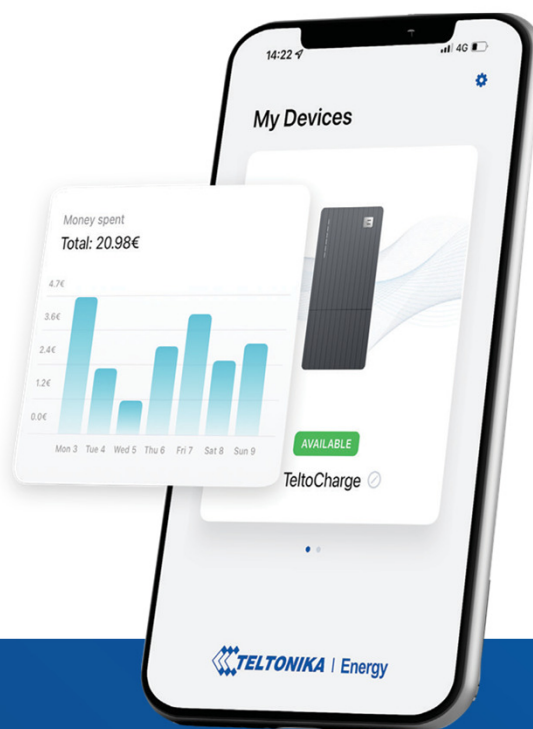 14:22
4G
My Devices
Money spent
Total: 20.98€
4.7€
3.6€
2.4€
1.2€
0.0€
Mon 3 Tue 4 Wed 5 Thu 6 Fri 7 Sat 8 Sun 9
AVAILABLE
TeltoCharge
TELTONIKA | Energy